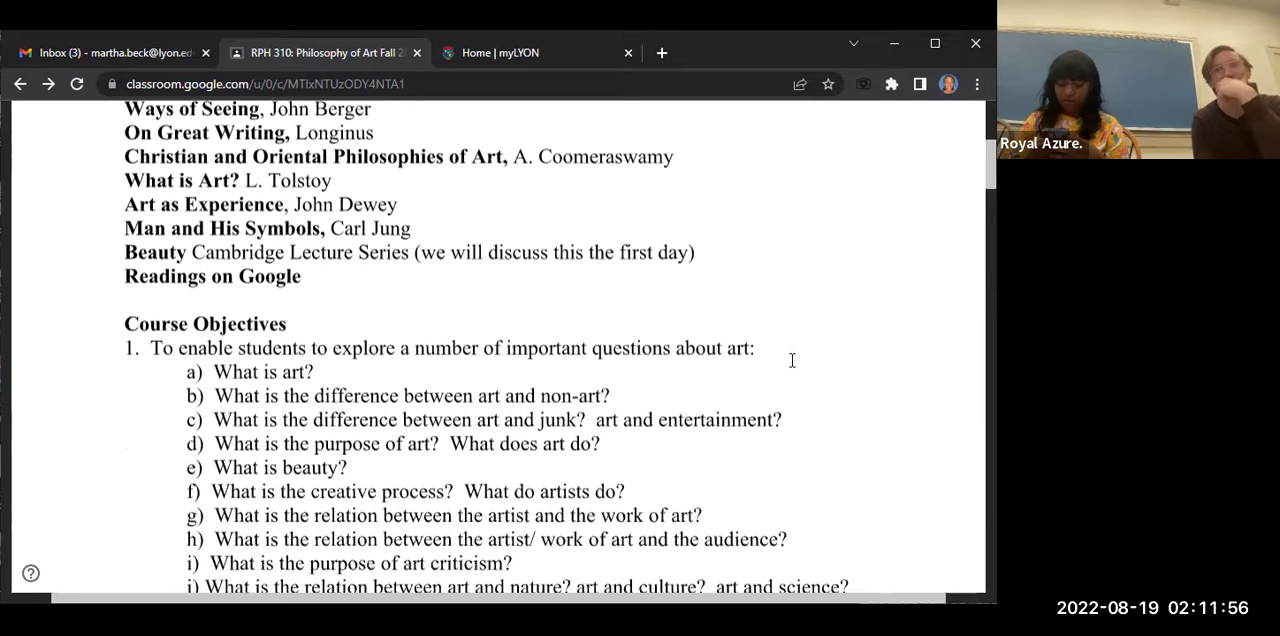 Inbox (3) - martha.beck@lyon.ed
RPH 310: Philosophy of Art Fall 2
Home | myLYON
classroom.google.com/u/0/c/MTIxNTUzODY4NTA1
Ways of Seeing, John Berger
On Great Writing, Longinus
Christian and Oriental Philosophies of Art, A. Coomeraswamy
What is Art? L. Tolstoy
Art as Experience, John Dewey
Man and His Symbols, Carl Jung
Beauty Cambridge Lecture Series (we will discuss this the first day)
Readings on Google
Course Objectives
1. To enable students to explore a number of important questions about art:
a) What is art?
b) What is the difference between art and non-art?
c) What is the difference between art and junk? art and entertainment?
d) What is the purpose of art? What does art do?
e) What is beauty?
f) What is the creative process? What do artists do?
g) What is the relation between the artist and the work of art?
h) What is the relation between the artist/ work of art and the audience?
i) What is the purpose of art criticism?
j) What is the relation between art and nature? art and culture? art and science?
Royal Azure.
2022-08-19 02:11:56